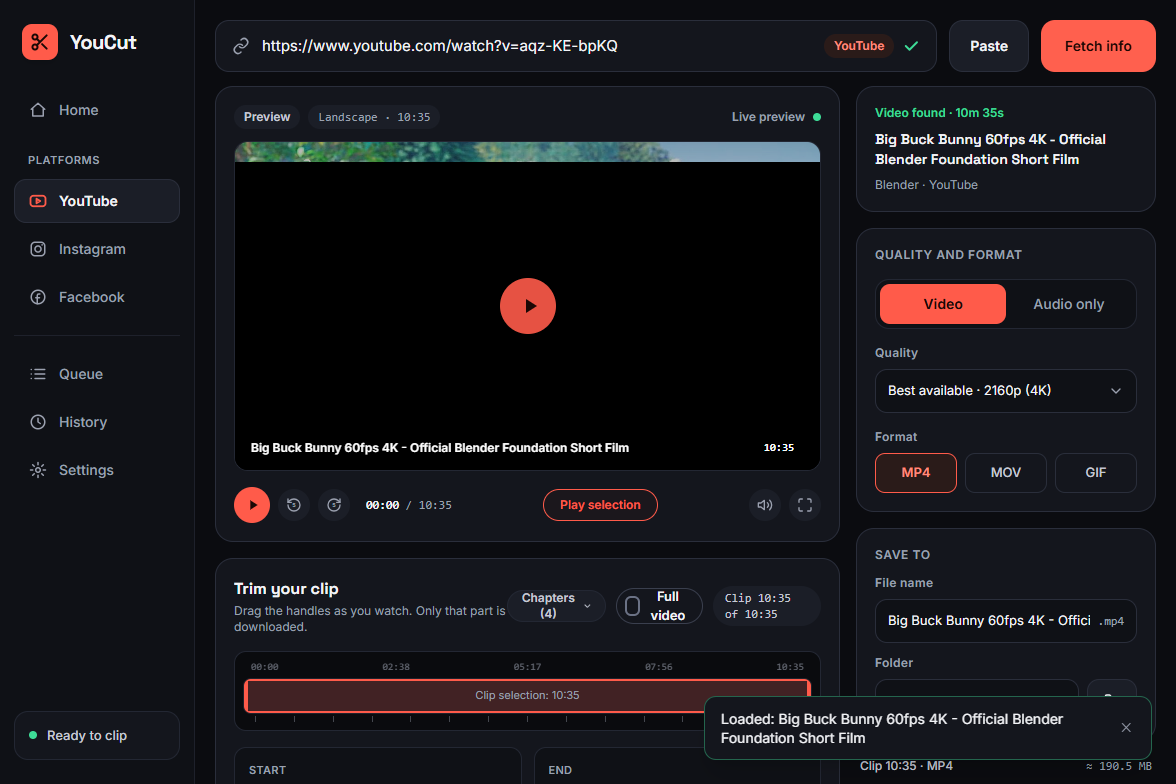 YouCut
https://www.youtube.com/watch?v=aqz-KE-bpKQ
YouTube
Paste
Fetch info
Home
PLATFORMS
YouTube
Instagram
Facebook
Queue
History
Settings
Ready to clip
Preview
Landscape · 10:35
Live preview
Big Buck Bunny 60fps 4K - Official Blender Foundation Short Film
10:35
00:00 / 10:35
Play selection
Trim your clip
Drag the handles as you watch. Only that part is
downloaded.
Chapters
(4)
Full
video
Clip 10:35
of 10:35
00:00
02:38
05:17
07:56
10:35
Clip selection: 10:35
START
END
Video found · 10m 35s
Big Buck Bunny 60fps 4K - Official
Blender Foundation Short Film
Blender · YouTube
QUALITY AND FORMAT
Video
Audio only
Quality
Best available · 2160p (4K)
Format
MP4
MOV
GIF
SAVE TO
File name
Big Buck Bunny 60fps 4K - Offici
.mp4
Folder
Loaded: Big Buck Bunny 60fps 4K - Official Blender
Foundation Short Film
Clip 10:35 · MP4
≈ 190.5 MB